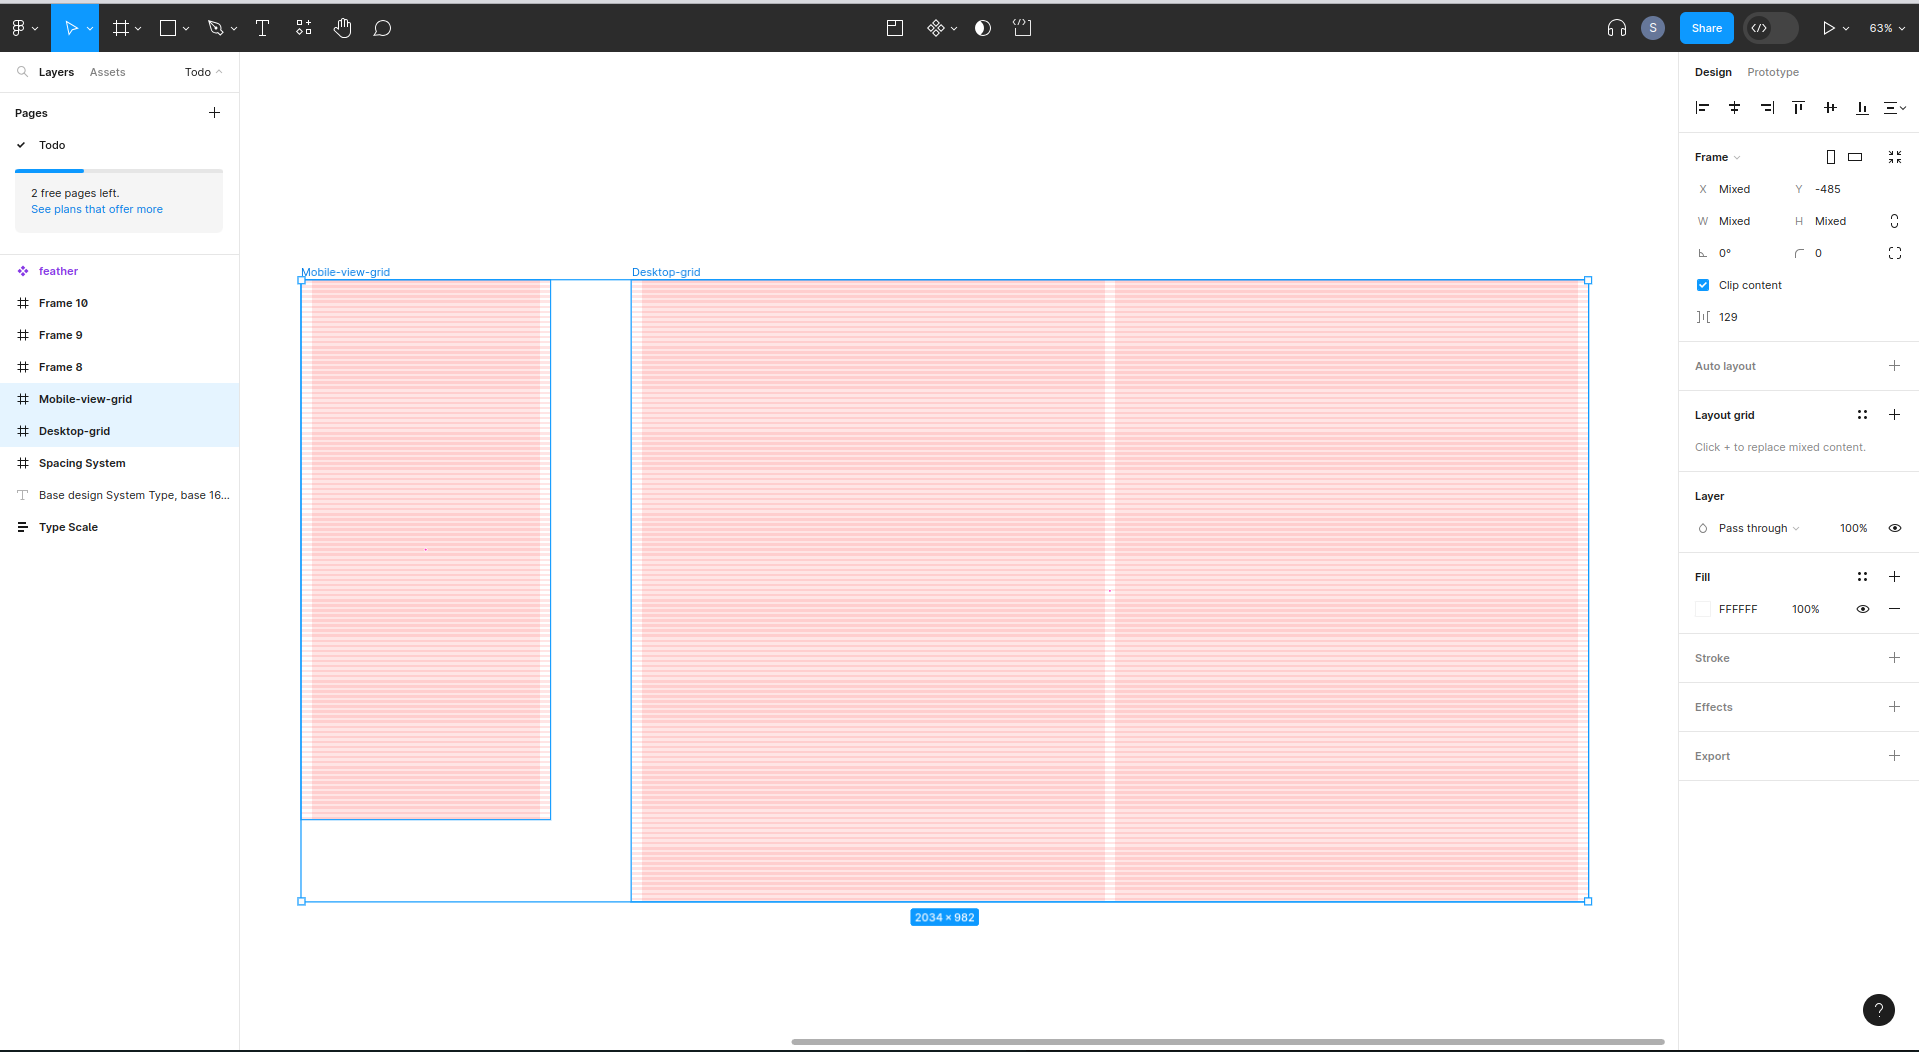 S
Share
63%
Layers
Assets
Todo
Pages
Todo
2 free pages left.
See plans that offer more
feather
Frame 10
Frame 9
Frame 8
Mobile-view-grid
Desktop-grid
Spacing System
Base design System Type, base 16...
Type Scale
Mobile-view-grid
Desktop-grid
2034 × 982
Design
Prototype
Frame
X Mixed
Y -485
W Mixed
H Mixed
0°
0
Clip content
129
Auto layout
Layout grid
Click + to replace mixed content.
Layer
Pass through
100%
Fill
FFFFFF
100%
Stroke
Effects
Export
?